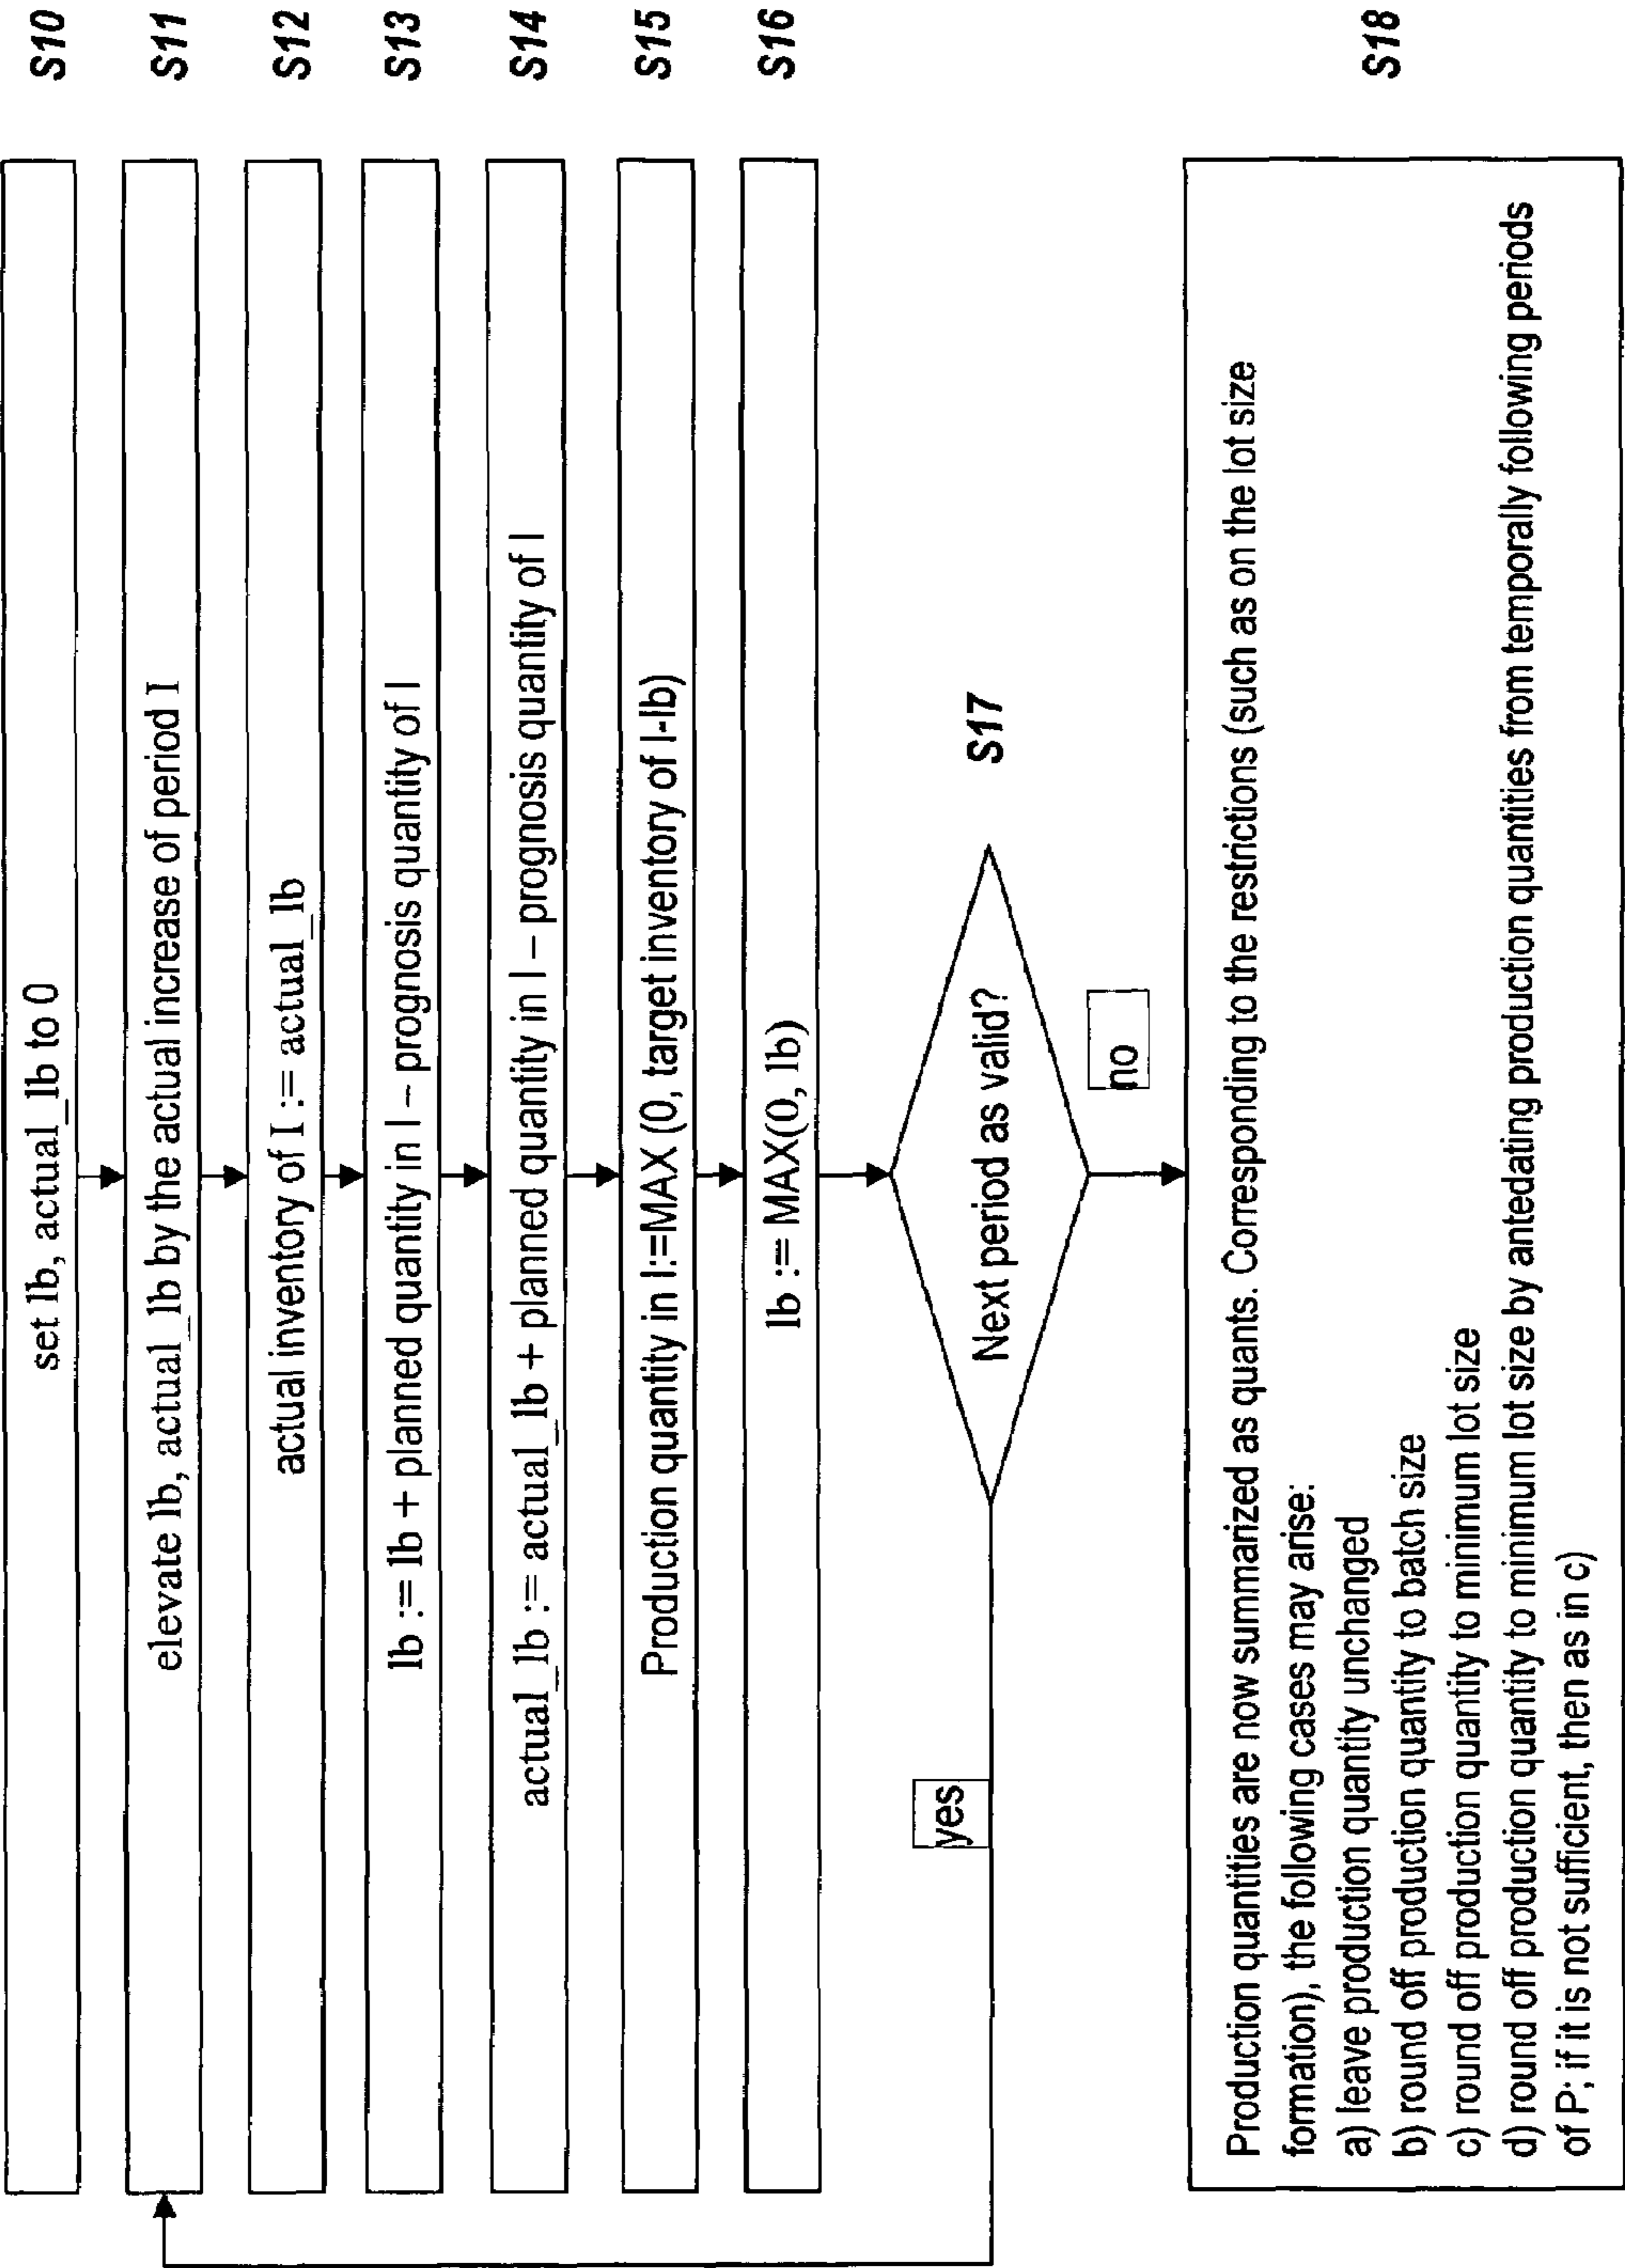 set lb, actual_lb to 0
S10
elevate lb, actual_lb by the actual increase of period I
S11
actual inventory of I := actual_lb
S12
lb := lb + planned quantity in I – prognosis quantity of I
S13
actual_lb := actual_lb + planned quantity in I – prognosis quantity of I
S14
Production quantity in I:=MAX (0, target inventory of I-lb)
S15
lb := MAX(0, lb)
S16
Next period as valid?
S17
yes
no
Production quantities are now summarized as quants. Corresponding to the restrictions (such as on the lot size
formation), the following cases may arise:
a) leave production quantity unchanged
b) round off production quantity to batch size
c) round off production quantity to minimum lot size
d) round off production quantity to minimum lot size by antedating production quantities from temporally following periods
of P; if it is not sufficient, then as in c)
S18